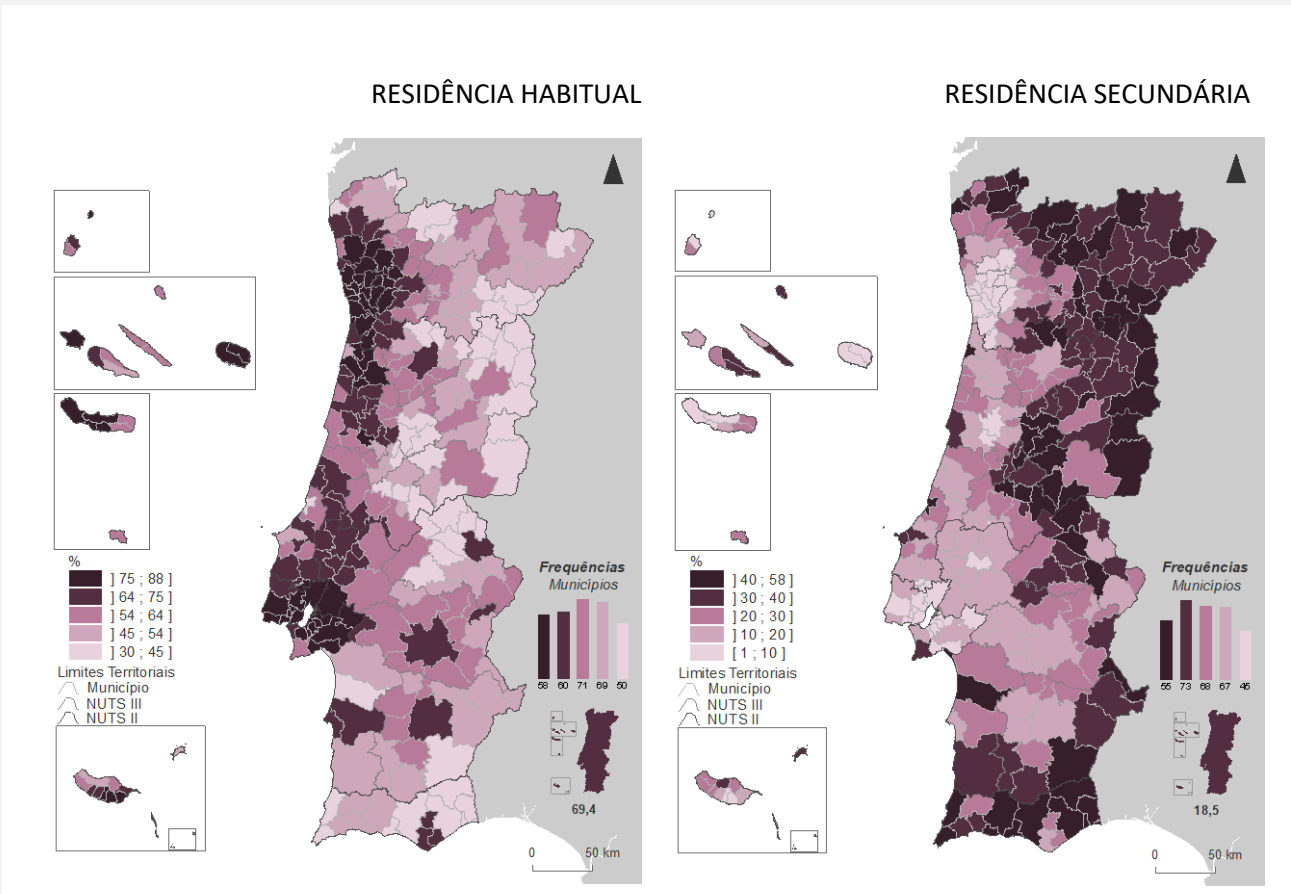 RESIDÊNCIA HABITUAL
%
] 75 ; 88 ]
] 64 ; 75 ]
] 54 ; 64 ]
] 45 ; 54 ]
[ 30 ; 45 ]
Limites Territoriais
Município
NUTS III
NUTS II
Frequências
Municípios
58 60 71 69 50
69,4
0 50 km
RESIDÊNCIA SECUNDÁRIA
%
] 40 ; 58 ]
] 30 ; 40 ]
] 20 ; 30 ]
] 10 ; 20 ]
[ 1 ; 10 ]
Limites Territoriais
Município
NUTS III
NUTS II
Frequências
Municípios
55 73 68 67 45
18,5
0 50 km